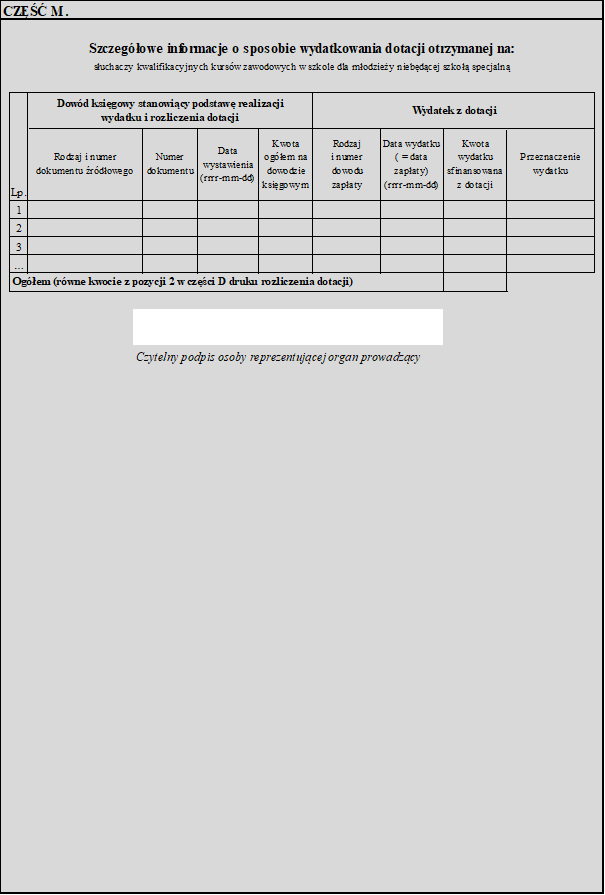 CZĘŚĆ M .
Szczegółowe informacje o sposobie wydatkowania dotacji otrzymanej na:
słuchaczy kwalifikacyjnych kursów zawodowych w szkole dla młodzieży niebędącej szkołą specjalną
Dowód księgowy stanowiący podstawę realizacji
wydatku i rozliczenia dotacji
Wydatek z dotacji
Lp.
Rodzaj i numer
dokumentu źródłowego
Numer
dokumentu
Data
wystawienia
(rrrr-mm-dd)
Kwota
ogółem na
dowodzie
księgowym
Rodzaj
i numer
dowodu
zapłaty
Data wydatku
( = data
zapłaty)
(rrrr-mm-dd)
Kwota
wydatku
sfinansowana
z dotacji
Przeznaczenie
wydatku
1
2
3
...
Ogółem (równe kwocie z pozycji 2 w części D druku rozliczenia dotacji)
Czytelny podpis osoby reprezentującej organ prowadzący